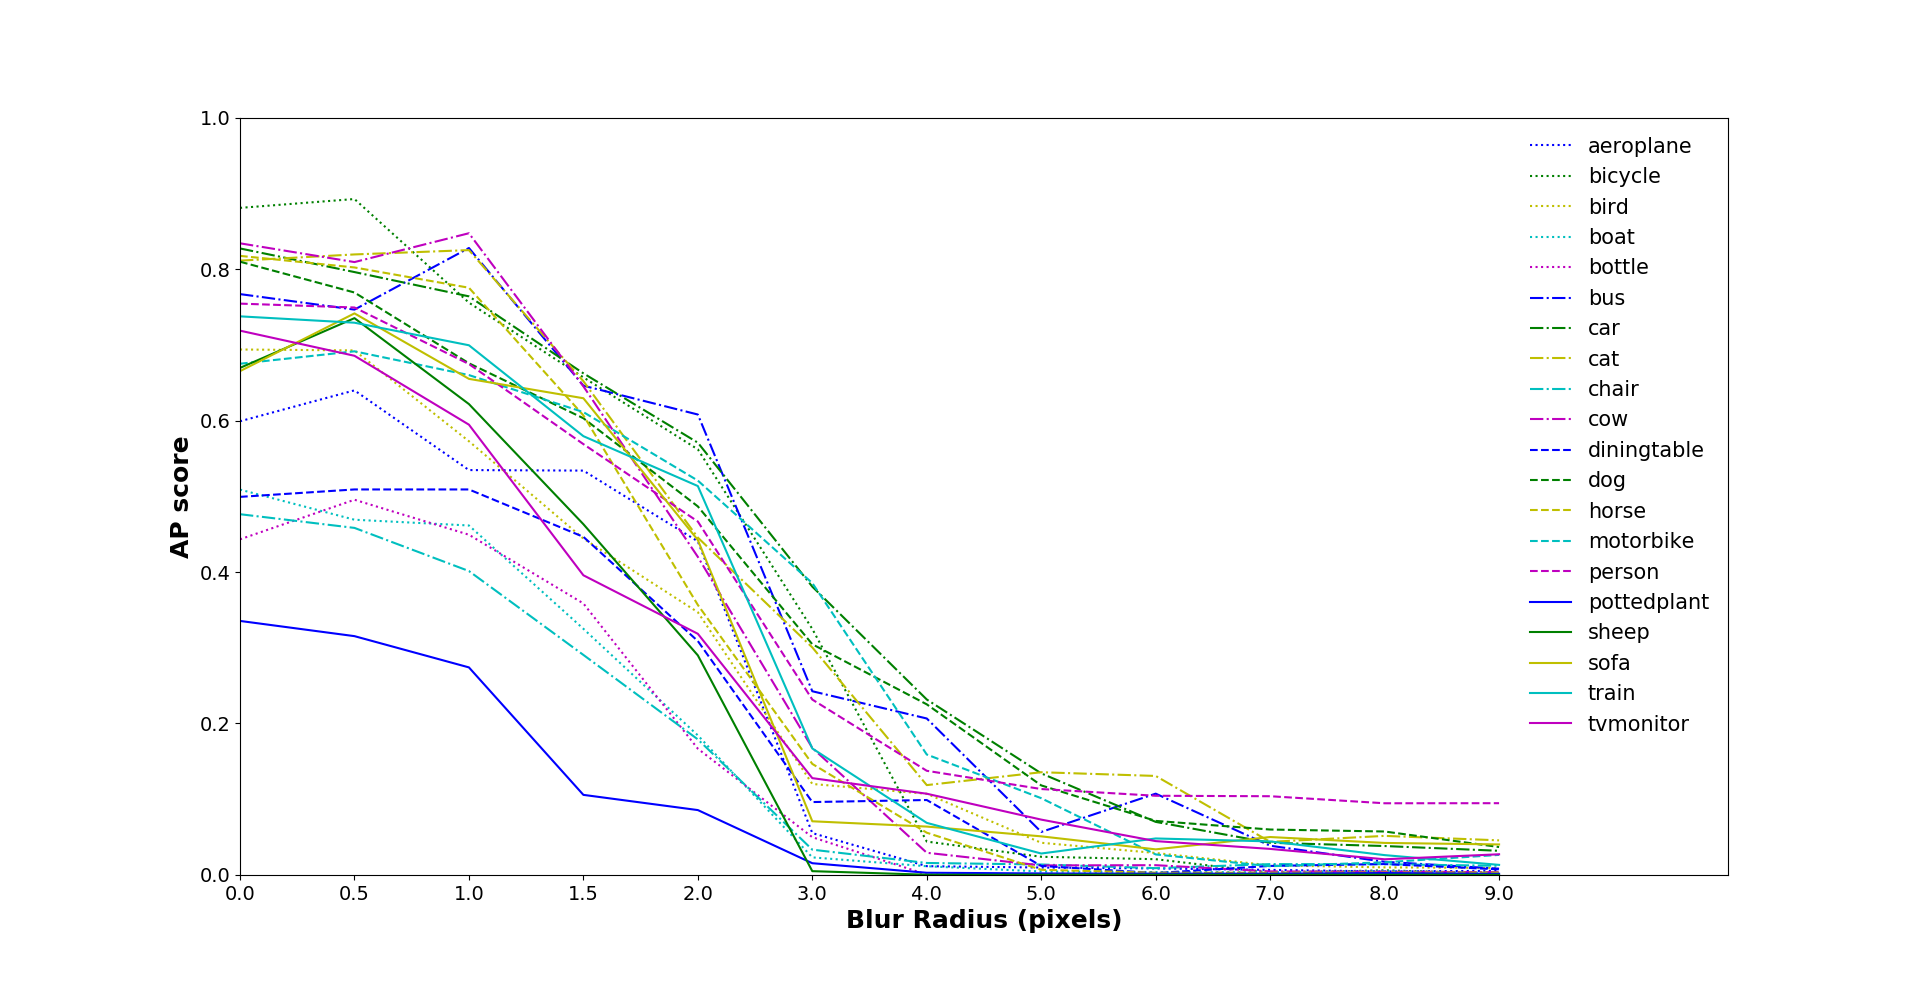 1.0
0.8
0.6
0.4
0.2
0.0
AP score
0.0 0.5 1.0 1.5 2.0 3.0 4.0 5.0 6.0 7.0 8.0 9.0
Blur Radius (pixels)
aeroplane
bicycle
bird
boat
bottle
bus
car
cat
chair
cow
diningtable
dog
horse
motorbike
person
pottedplant
sheep
sofa
train
tvmonitor